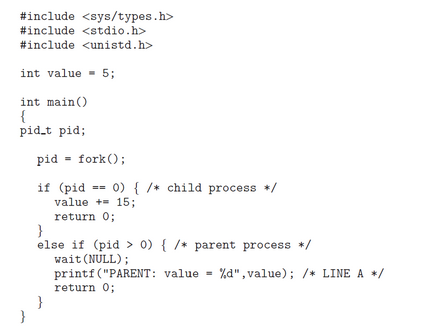 #include <sys/types.h>
#include <stdio.h>
#include <unistd.h>
int value = 5;
int main()
{
pid_t pid;
pid = fork();
if (pid == 0) { /* child process */
value += 15;
return 0;
}
else if (pid > 0) { /* parent process */
wait(NULL);
printf("PARENT: value = %d",value); /* LINE A */
return 0;
}
}